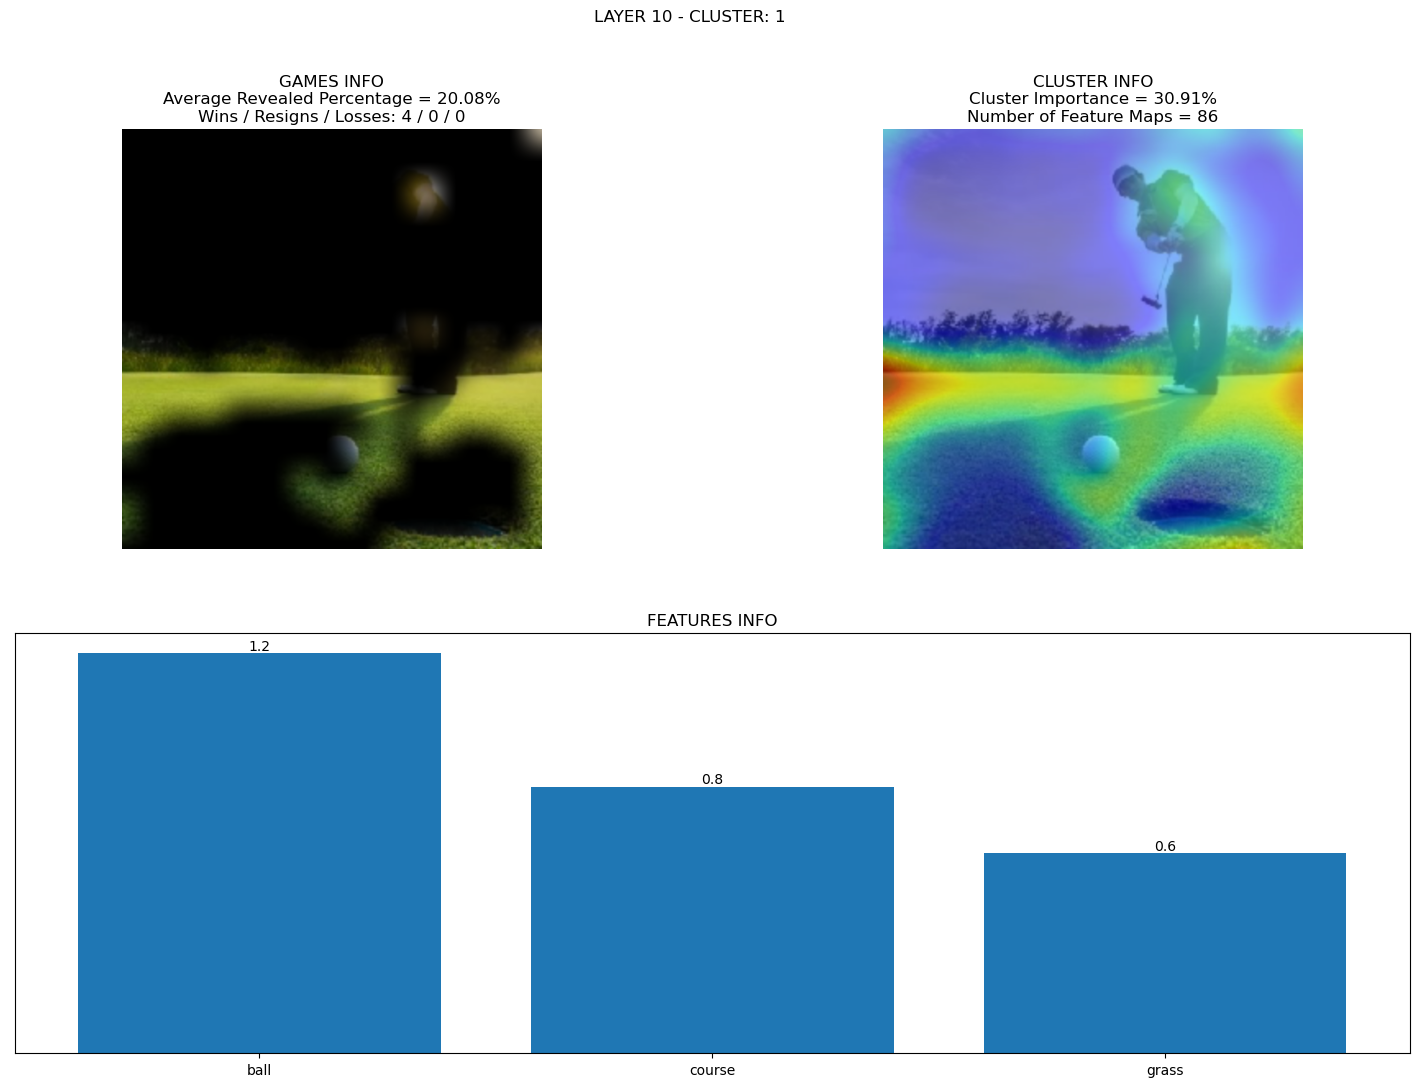 LAYER 10 - CLUSTER: 1
GAMES INFO
Average Revealed Percentage = 20.08%
Wins / Resigns / Losses: 4 / 0 / 0
CLUSTER INFO
Cluster Importance = 30.91%
Number of Feature Maps = 86
FEATURES INFO
1.2
0.8
0.6
ball
course
grass